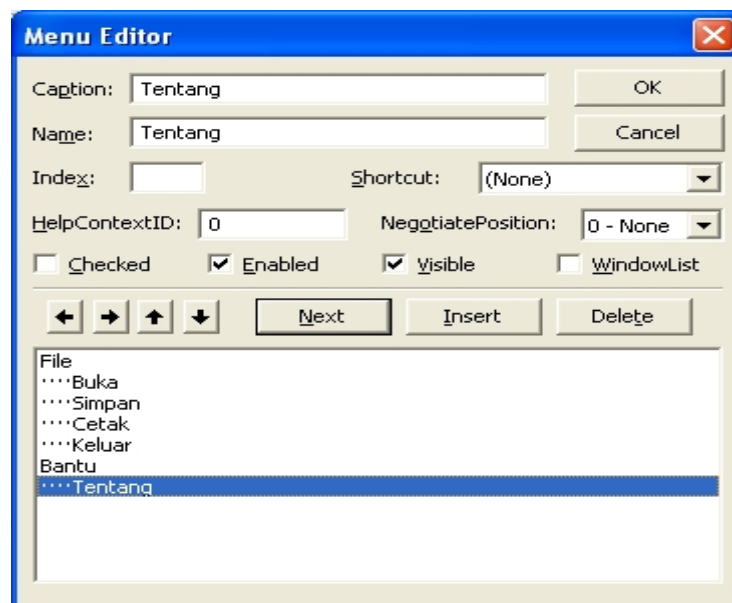 Menu Editor
Caption: Tentang OK
Name: Tentang Cancel
Index: Shortcut: (None)
HelpContextID: 0 NegotiatePosition: 0 - None
Checked Enabled Visible WindowList
Next Insert Delete
File
····Buka
····Simpan
····Cetak
····Keluar
Bantu
····Tentang